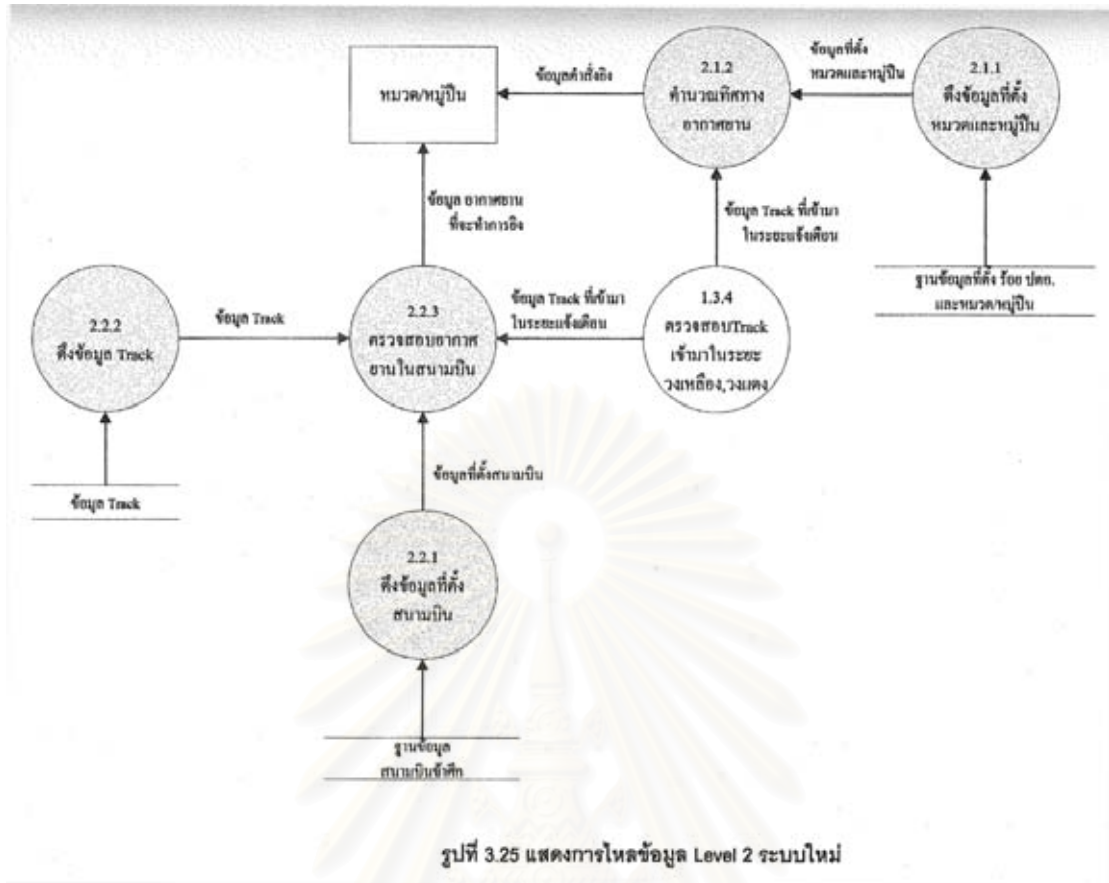 หมวด/หมู่ปืน
ข้อมูลคำสั่งยิง
2.1.2
คำนวณทิศทาง
อากาศยาน
ข้อมูลที่ตั้ง
หมวดและหมู่ปืน
2.1.1
ดึงข้อมูลที่ตั้ง
หมวดและหมู่ปืน
ข้อมูล อากาศยาน
ที่จะทำการยิง
ข้อมูล Track ที่เข้ามา
ในระยะแจ้งเตือน
ฐานข้อมูลที่ตั้ง ร้อย ปตอ.
และหมวด/หมู่ปืน
2.2.2
ดึงข้อมูล Track
ข้อมูล Track
2.2.3
ตรวจสอบอากาศ
ยานในสนามบิน
ข้อมูล Track ที่เข้ามา
ในระยะแจ้งเตือน
1.3.4
ตรวจสอบTrack
เข้ามาในระยะ
วงเหลือง,วงแดง
ข้อมูล Track
ข้อมูลที่ตั้งสนามบิน
2.2.1
ดึงข้อมูลที่ตั้ง
สนามบิน
ฐานข้อมูล
สนามบินข้าศึก
รูปที่ 3.25 แสดงการไหลข้อมูล Level 2 ระบบใหม่